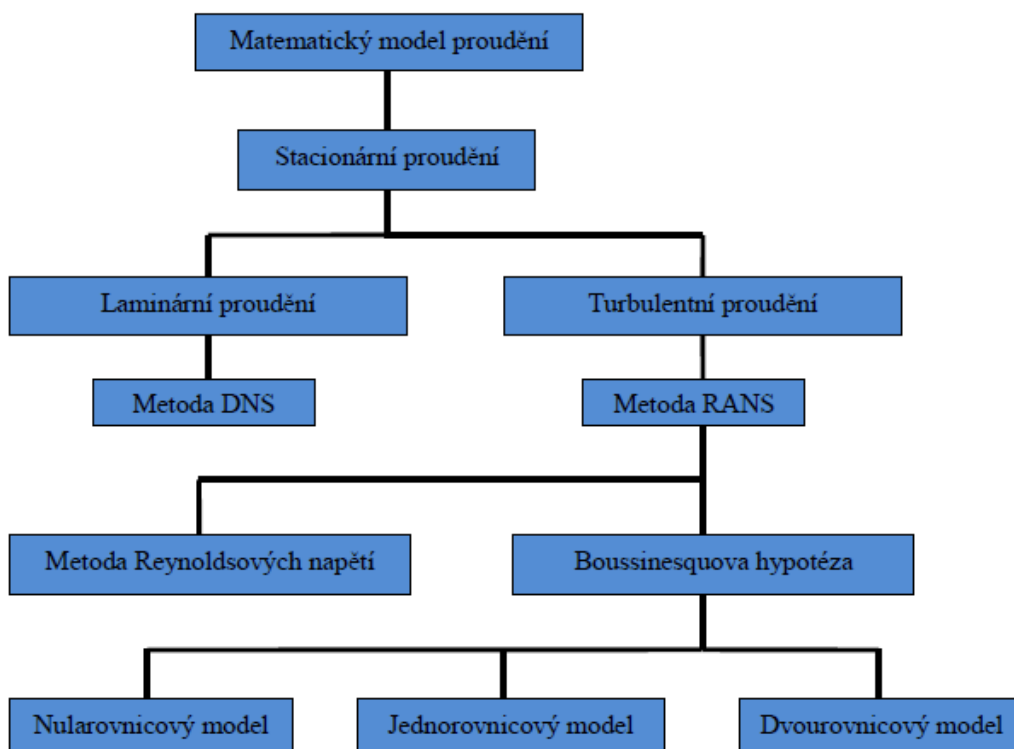 Matematický model proudění
Stacionární proudění
Laminární proudění
Turbulentní proudění
Metoda DNS
Metoda RANS
Metoda Reynoldsových napětí
Boussinesquova hypotéza
Nularovnicový model
Jednorovnicový model
Dvourovnicový model